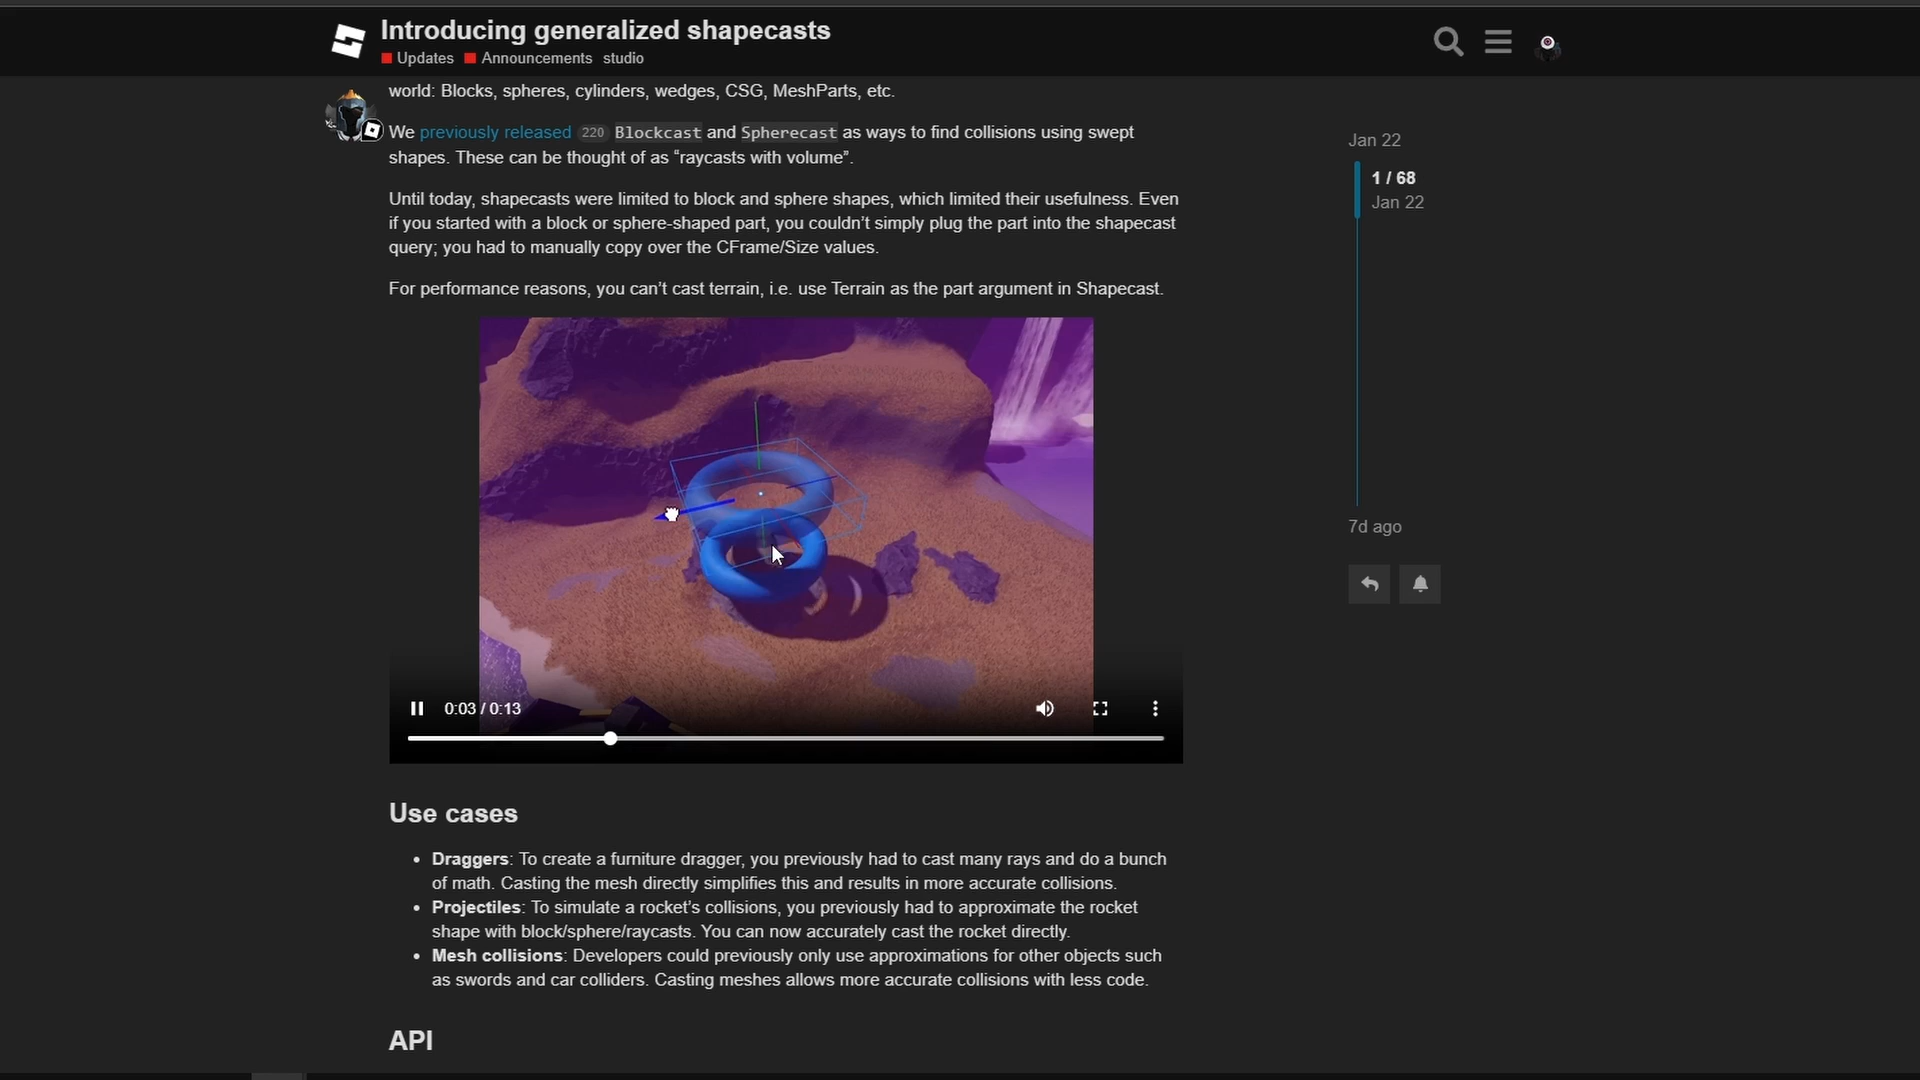 Introducing generalized shapecasts
Updates Announcements studio
world: Blocks, spheres, cylinders, wedges, CSG, MeshParts, etc.
We previously released 220 Blockcast and Spherecast as ways to find collisions using swept
shapes. These can be thought of as “raycasts with volume”.
Until today, shapecasts were limited to block and sphere shapes, which limited their usefulness. Even
if you started with a block or sphere-shaped part, you couldn’t simply plug the part into the shapecast
query; you had to manually copy over the CFrame/Size values.
For performance reasons, you can’t cast terrain, i.e. use Terrain as the part argument in Shapecast.
0:03 / 0:13
Use cases
• Draggers: To create a furniture dragger, you previously had to cast many rays and do a bunch
of math. Casting the mesh directly simplifies this and results in more accurate collisions.
• Projectiles: To simulate a rocket’s collisions, you previously had to approximate the rocket
shape with block/sphere/raycasts. You can now accurately cast the rocket directly.
• Mesh collisions: Developers could previously only use approximations for other objects such
as swords and car colliders. Casting meshes allows more accurate collisions with less code.
API
Jan 22
1 / 68
Jan 22
7d ago